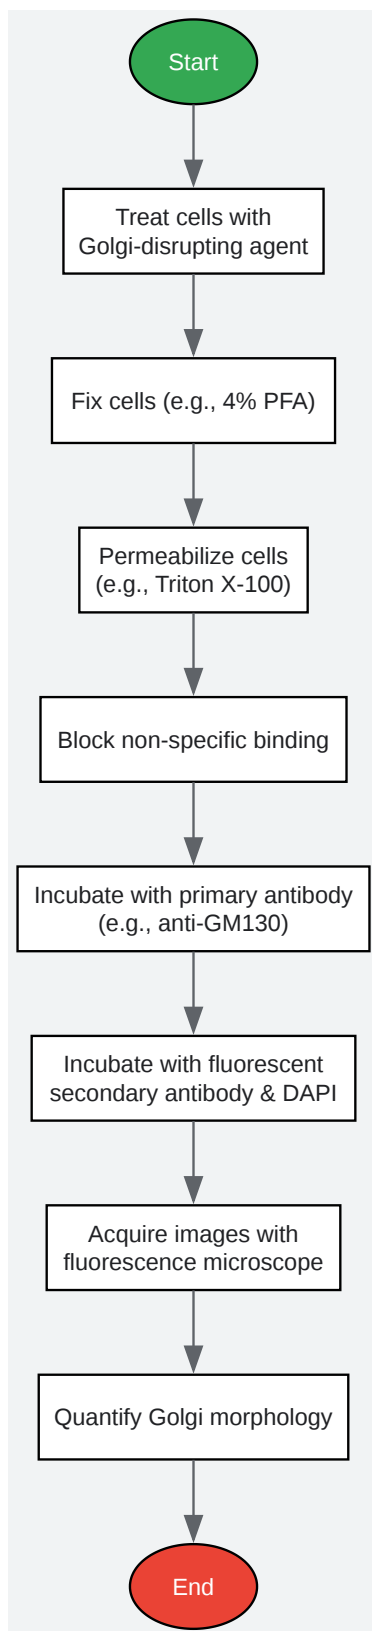 Start
Treat cells with
Golgi-disrupting agent
Fix cells (e.g., 4% PFA)
Permeabilize cells
(e.g., Triton X-100)
Block non-specific binding
Incubate with primary antibody
(e.g., anti-GM130)
Incubate with fluorescent
secondary antibody & DAPI
Acquire images with
fluorescence microscope
Quantify Golgi morphology
End